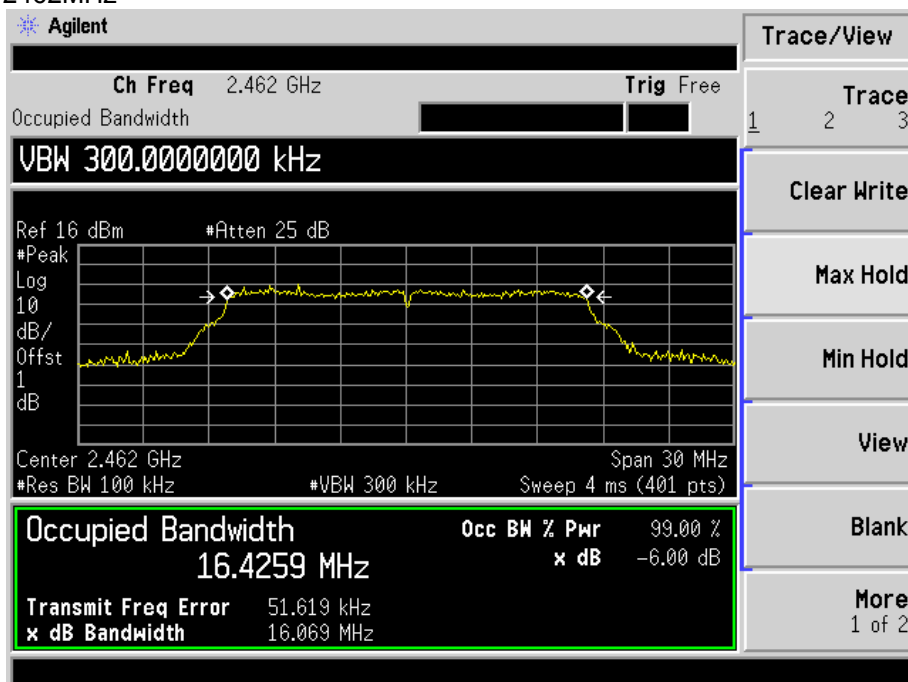 Agilent
Trace/View
Ch Freq 2.462 GHz Trig Free
Occupied Bandwidth
Trace
1 2 3
VBW 300.0000000 kHz
Clear Write
Ref 16 dBm #Atten 25 dB
#Peak
Log
10
dB/
Offst
1
dB
Max Hold
Min Hold
View
Center 2.462 GHz Span 30 MHz
#Res BW 100 kHz #VBW 300 kHz Sweep 4 ms (401 pts)
Occupied Bandwidth
16.4259 MHz
Occ BW % Pwr 99.00 %
x dB -6.00 dB
Transmit Freq Error 51.619 kHz
x dB Bandwidth 16.069 MHz
Blank
More
1 of 2